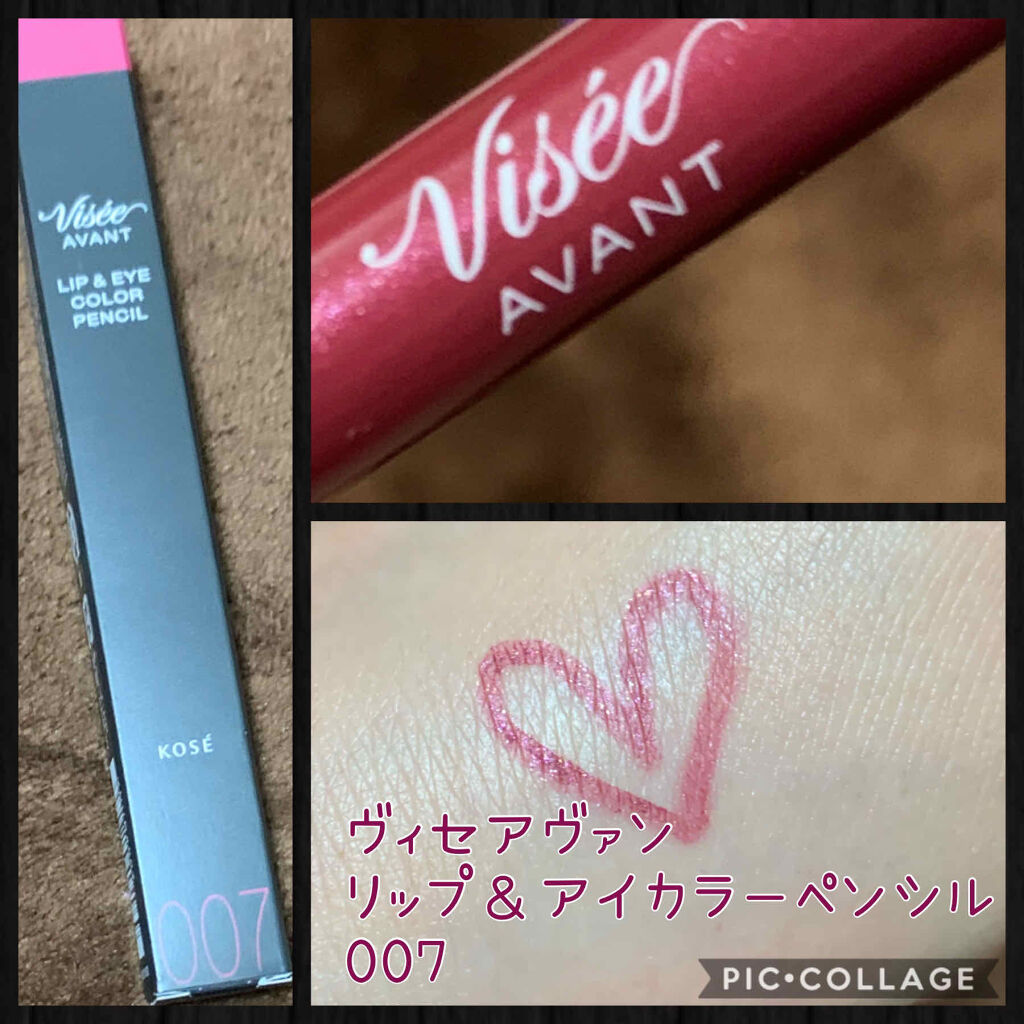 Visée
AVANT
LIP & EYE
COLOR
PENCIL
KOSÉ
007
Visée
AVANT
ヴィセアヴァン
リップ&アイカラーペンシル
007
PIC•COLLAGE